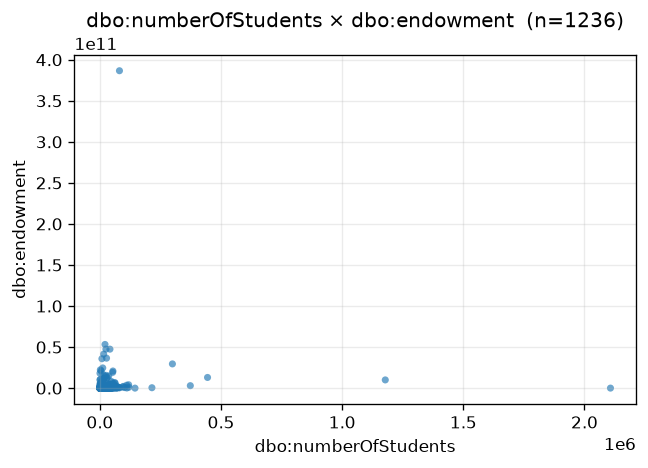 dbo:numberOfStudents × dbo:endowment  (n=1236)
1e11
4.0
3.5
3.0
2.5
2.0
1.5
1.0
0.5
0.0
dbo:endowment
0.0 0.5 1.0 1.5 2.0
dbo:numberOfStudents
1e6